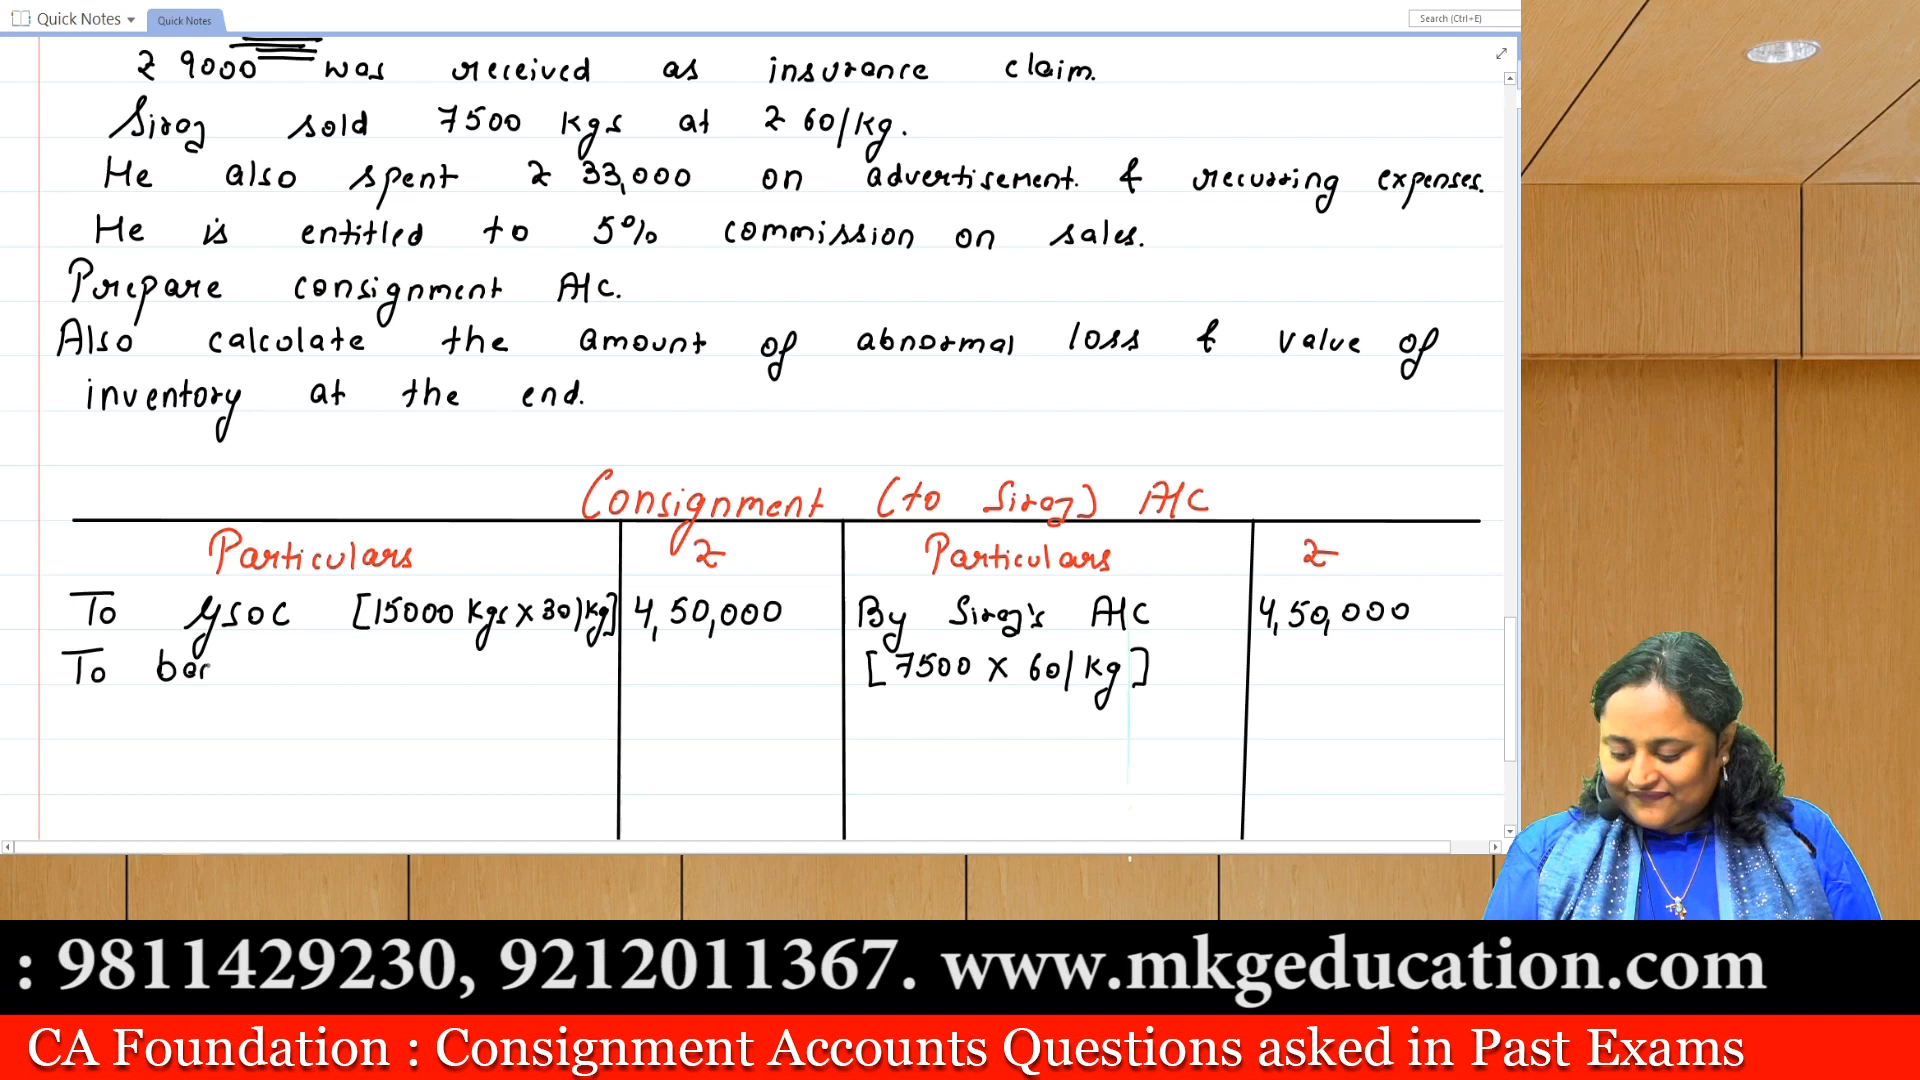 Quick Notes
Quick Notes
Search (Ctrl+E)
₹ 9000 was received as insurance claim.
Siraj sold 7500 kgs at ₹ 60/kg.
He also spent ₹ 33,000 on advertisement & recurring expenses.
He is entitled to 5% commission on sales.
Prepare consignment A/c.
Also calculate the amount of abnormal loss & value of
inventory at the end.
Consignment (to Siraj) A/c
Particulars ₹ Particulars ₹
To GSOC [15000 kgs x 30/kg] 4,50,000 By Siraj's A/c 4,50,000
To ban [7500 x 60/kg]
: 9811429230, 9212011367. www.mkgeducation.com
CA Foundation : Consignment Accounts Questions asked in Past Exams